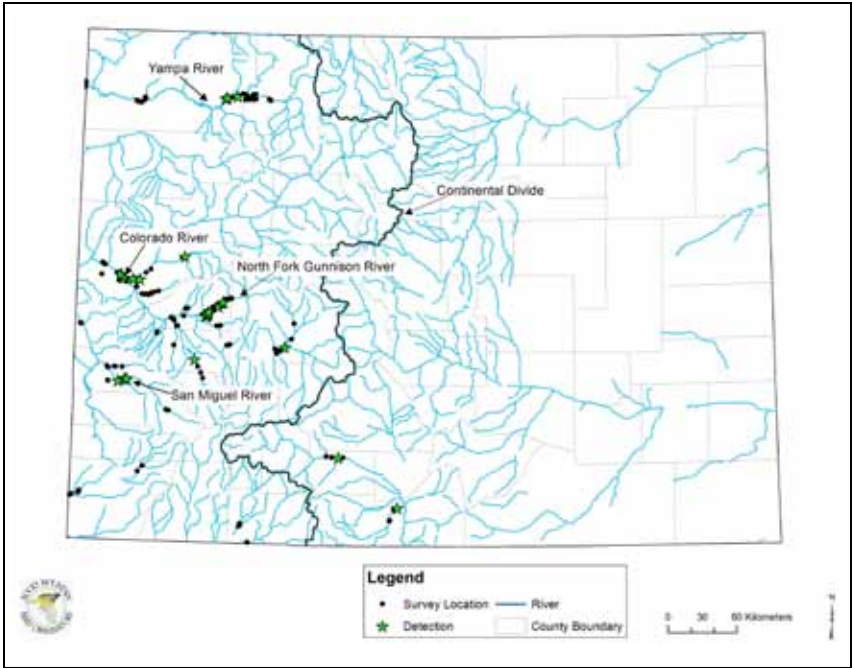 Yampa River
Continental Divide
Colorado River
North Fork Gunnison River
San Miguel River
Legend
Survey Location
River
Detection
County Boundary
0 30 60 Kilometers
N